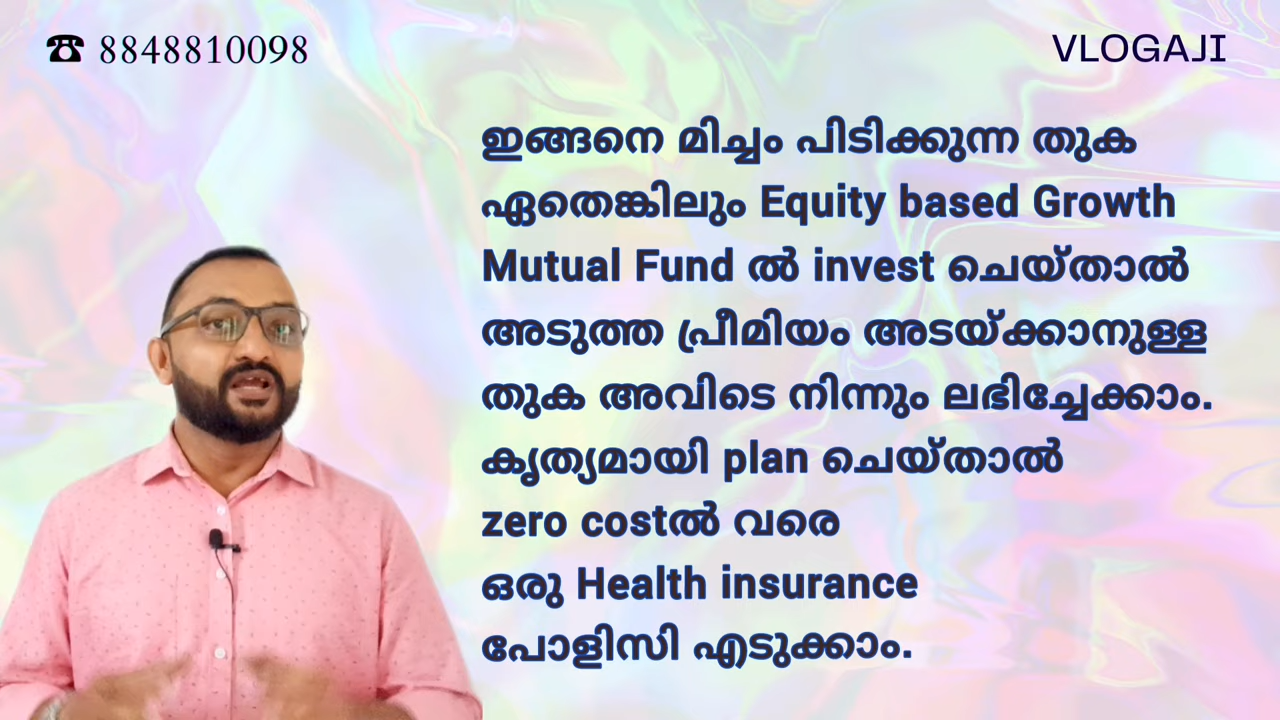 ☎ 8848810098
VLOGAJI
ഇങ്ങനെ മിച്ചം പിടിക്കുന്ന തുക
ഏതെങ്കിലും Equity based Growth
Mutual Fund ൽ invest ചെയ്താൽ
അടുത്ത പ്രീമിയം അടയ്ക്കാനുള്ള
തുക അവിടെ നിന്നും ലഭിച്ചേക്കാം.
കൃത്യമായി plan ചെയ്താൽ
zero costൽ വരെ
ഒരു Health insurance
പോളിസി എടുക്കാം.